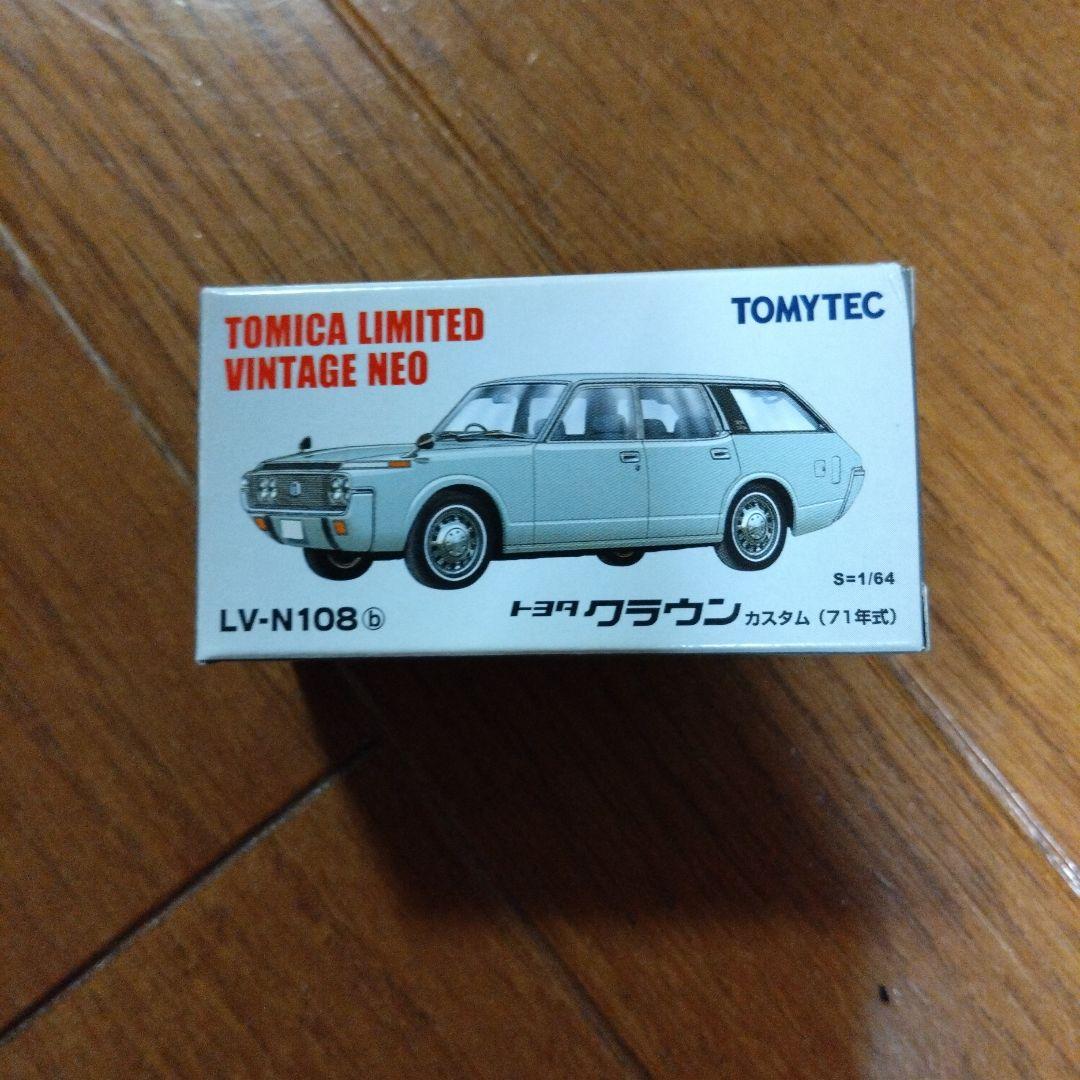 TOMICA LIMITED
VINTAGE NEO
TOMYTEC
S=1/64
LV-N108ⓑ
トヨタ クラウン カスタム（71年式）